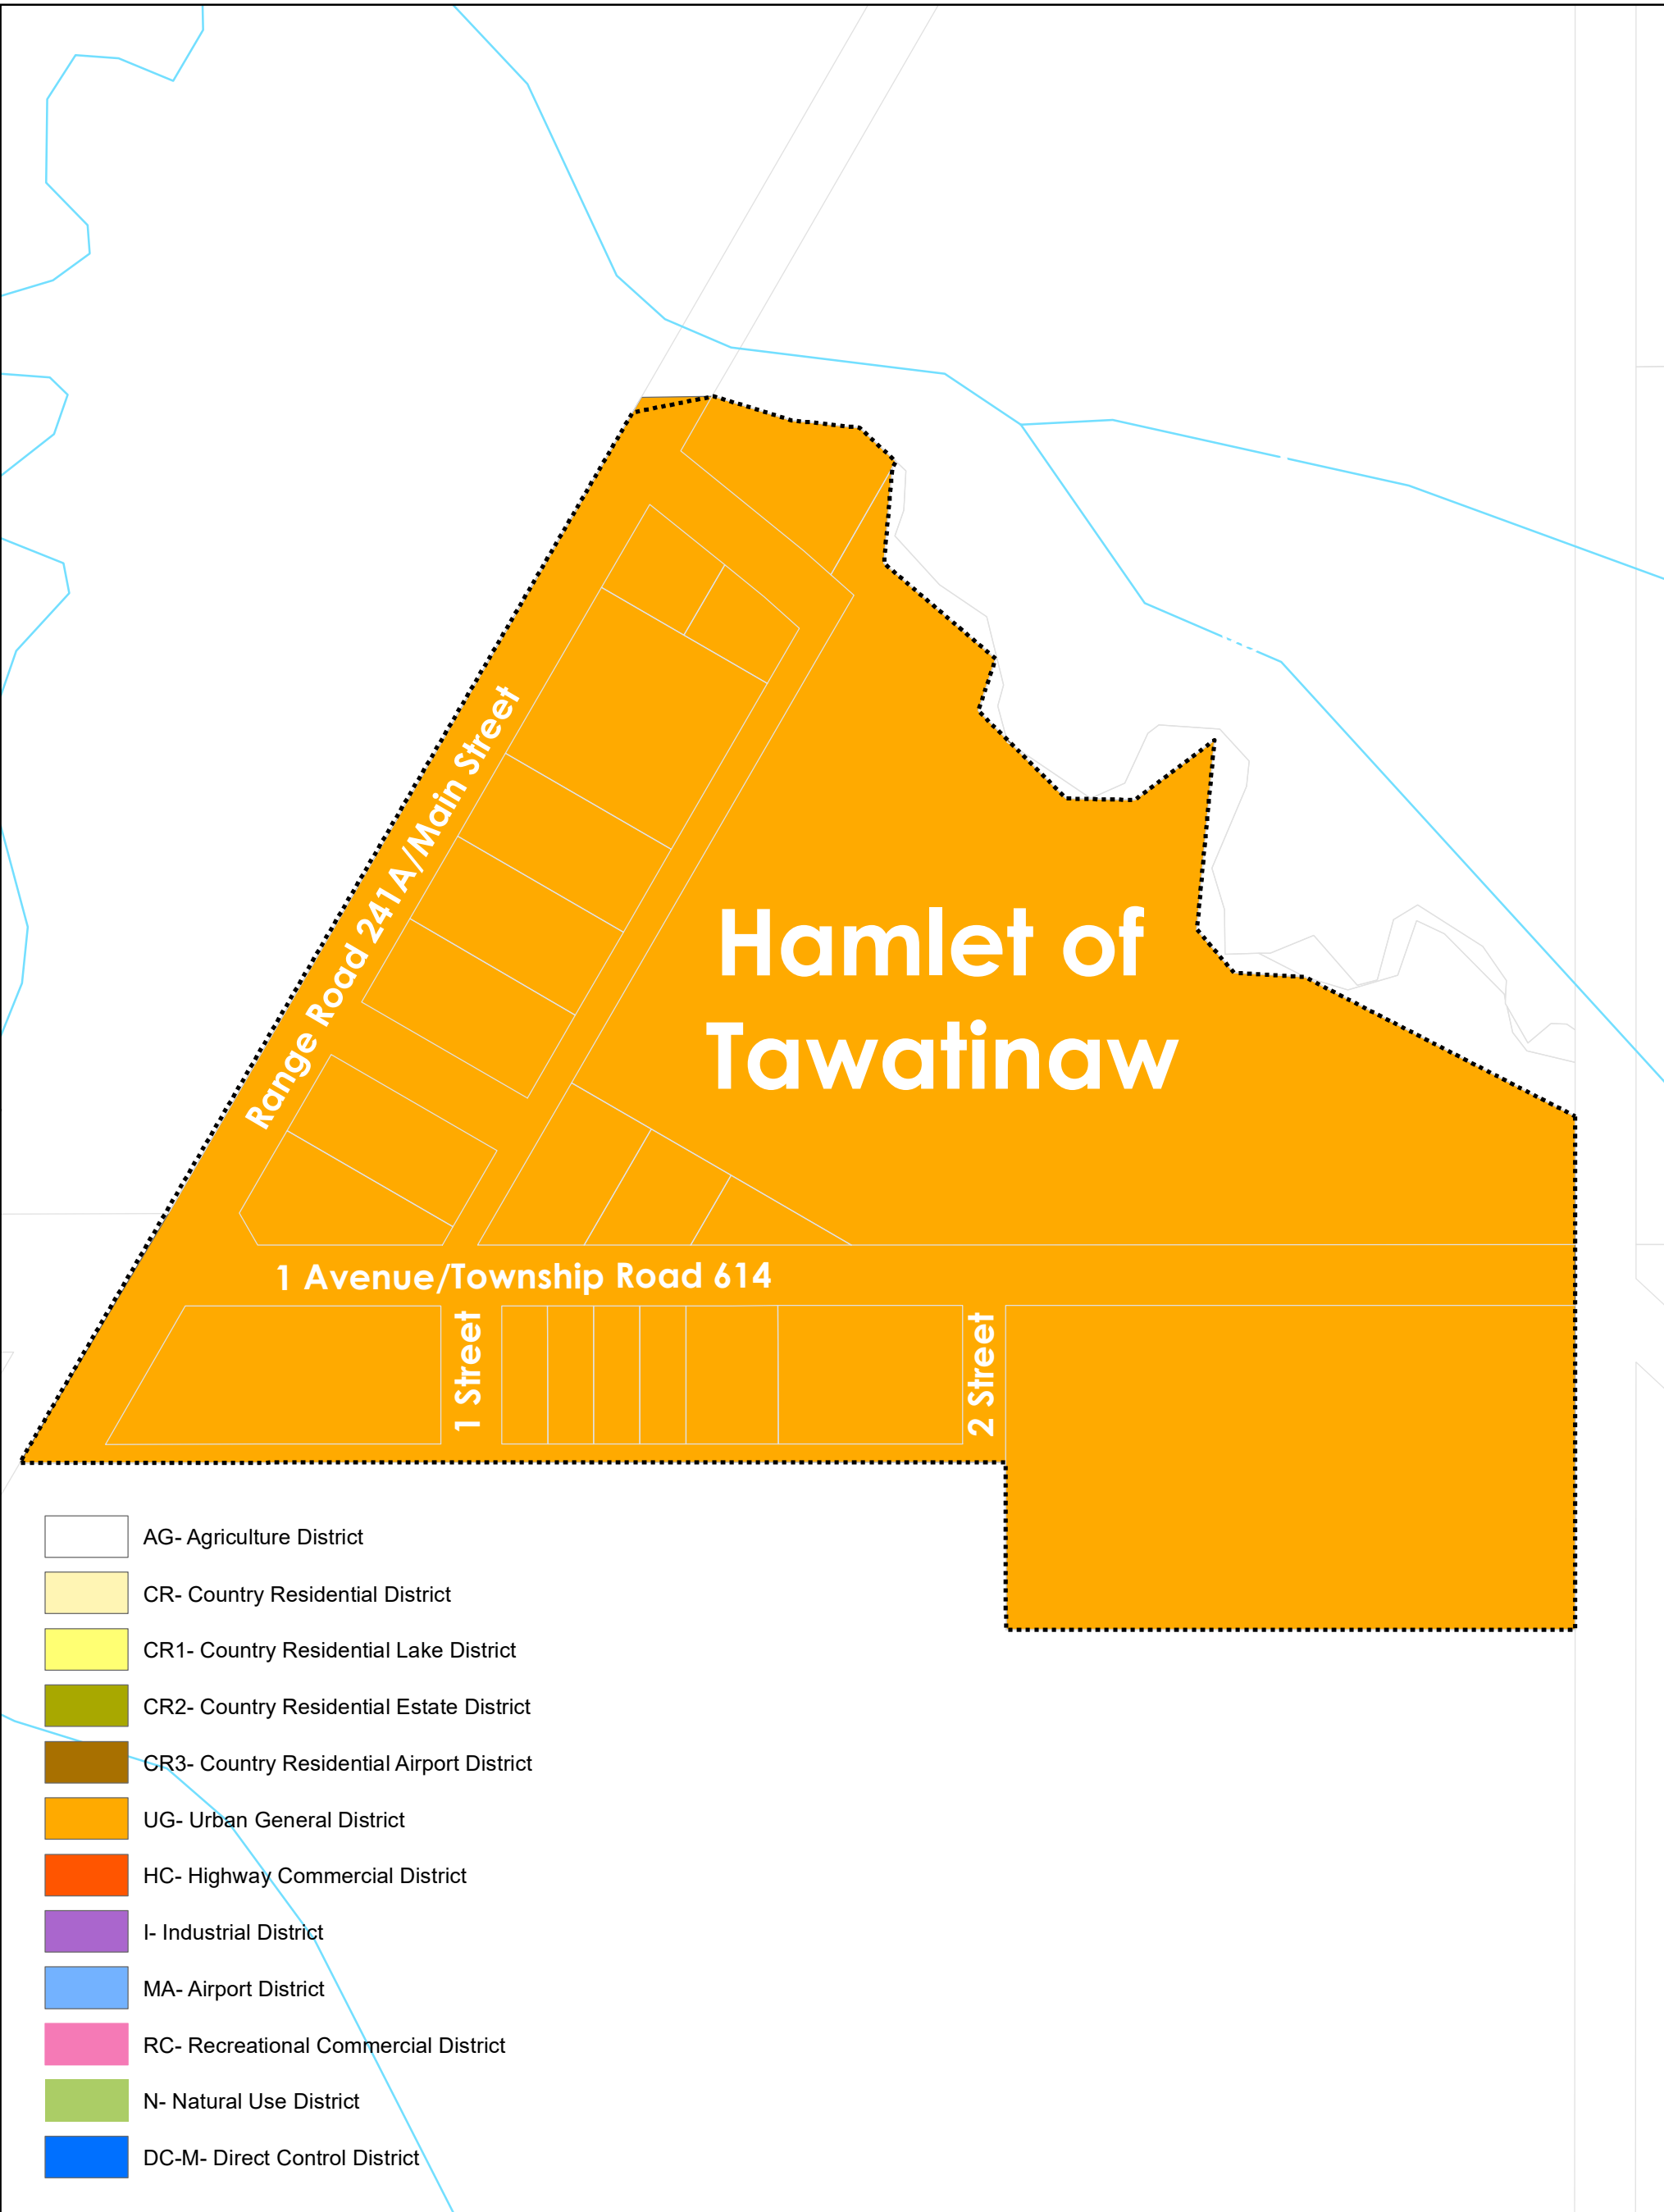 Range Road 241A/Main Street
Hamlet of
Tawatinaw
1 Avenue/Township Road 614
1 Street
2 Street
AG- Agriculture District
CR- Country Residential District
CR1- Country Residential Lake District
CR2- Country Residential Estate District
CR3- Country Residential Airport District
UG- Urban General District
HC- Highway Commercial District
I- Industrial District
MA- Airport District
RC- Recreational Commercial District
N- Natural Use District
DC-M- Direct Control District